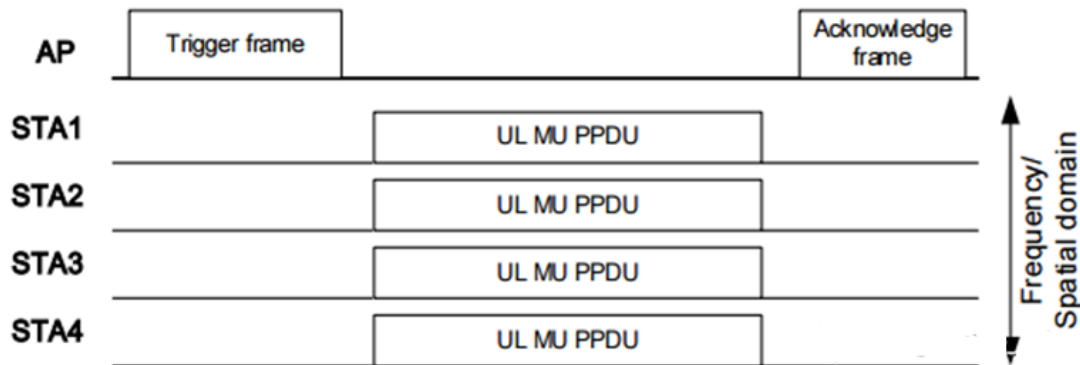 AP
Trigger frame
Acknowledge
frame
STA1
UL MU PPDU
STA2
UL MU PPDU
STA3
UL MU PPDU
STA4
UL MU PPDU
Frequency/
Spatial domain